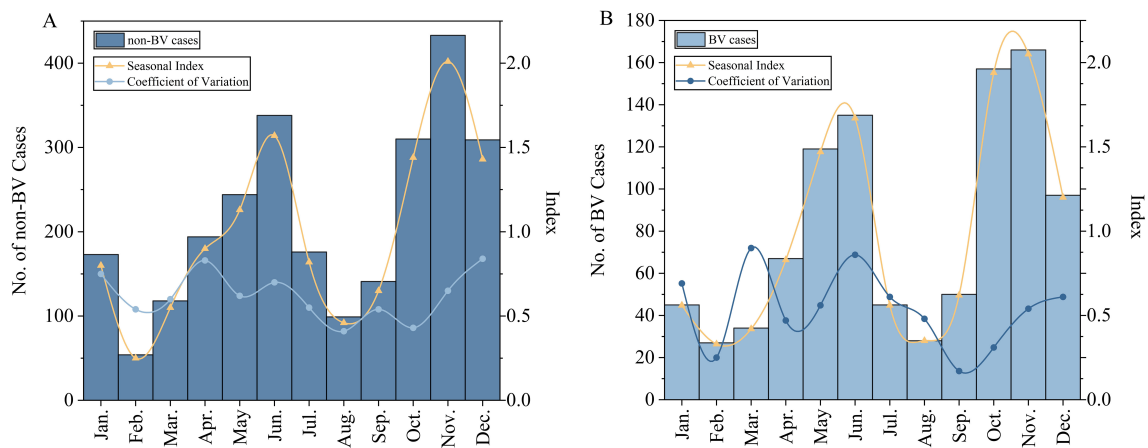 A
non-BV cases
Seasonal Index
Coefficient of Variation
No. of non-BV Cases
400
300
200
100
0
2.0
1.5
1.0
0.5
0.0
Index
Jan.
Feb.
Mar.
Apr.
May
Jun.
Jul.
Aug.
Sep.
Oct.
Nov.
Dec.
B
BV cases
Seasonal Index
Coefficient of Variation
No. of BV Cases
180
160
140
120
100
80
60
40
20
0
2.0
1.5
1.0
0.5
0.0
Index
Jan.
Feb.
Mar.
Apr.
May
Jun.
Jul.
Aug.
Sep.
Oct.
Nov.
Dec.